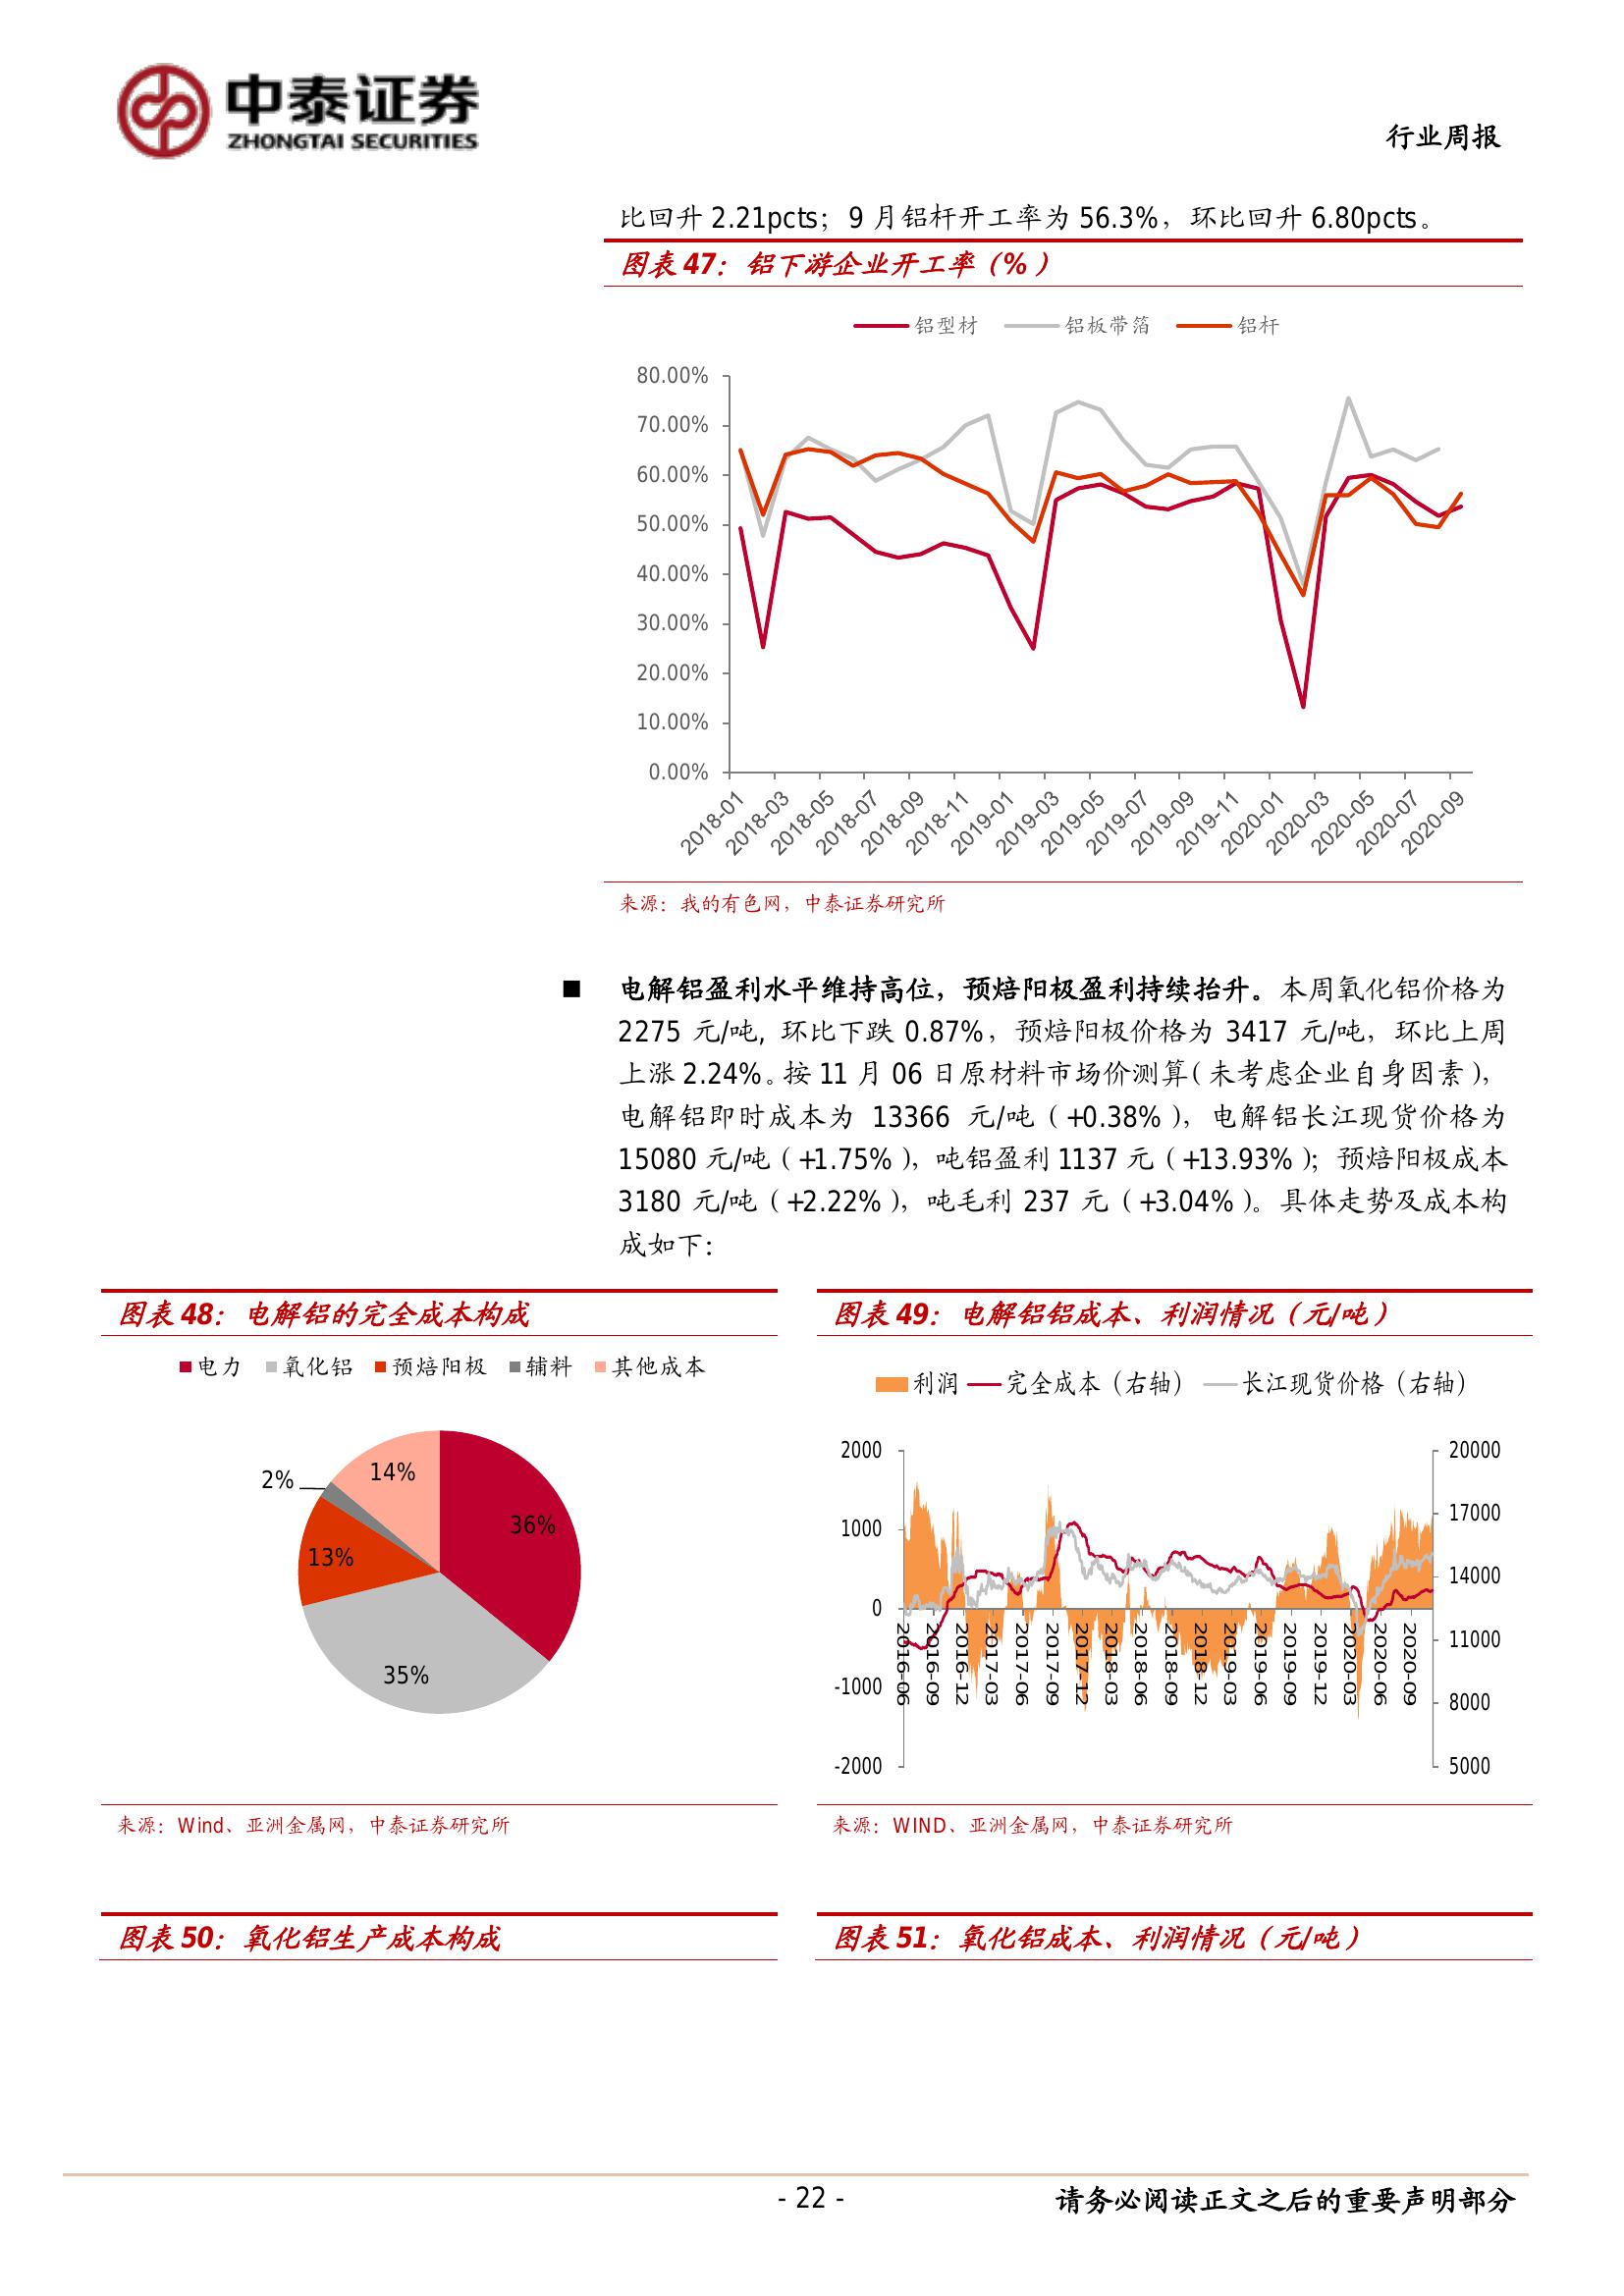 中泰证券
ZHONGTAI SECURITIES
行业周报
比回升 2.21pcts；9 月铝杆开工率为 56.3%，环比回升 6.80pcts。
图表 47：铝下游企业开工率（%）
铝型材 铝板带箔 铝杆
80.00%
70.00%
60.00%
50.00%
40.00%
30.00%
20.00%
10.00%
0.00%
2018-01 2018-03 2018-05 2018-07 2018-09 2018-11 2019-01 2019-03 2019-05 2019-07 2019-09 2019-11 2020-01 2020-03 2020-05 2020-07 2020-09
来源：我的有色网，中泰证券研究所
■ 电解铝盈利水平维持高位，预焙阳极盈利持续抬升。本周氧化铝价格为
2275 元/吨, 环比下跌 0.87%，预焙阳极价格为 3417 元/吨，环比上周
上涨 2.24%。按 11 月 06 日原材料市场价测算（未考虑企业自身因素），
电解铝即时成本为 13366 元/吨（+0.38%），电解铝长江现货价格为
15080 元/吨（+1.75%），吨铝盈利 1137 元（+13.93%）；预焙阳极成本
3180 元/吨（+2.22%），吨毛利 237 元（+3.04%）。具体走势及成本构
成如下：
图表 48：电解铝的完全成本构成
电力 氧化铝 预焙阳极 辅料 其他成本
2%
14%
36%
13%
35%
来源：Wind、亚洲金属网，中泰证券研究所
图表 49：电解铝铝成本、利润情况（元/吨）
利润 完全成本（右轴） 长江现货价格（右轴）
2000
1000
0
-1000
-2000
20000
17000
14000
11000
8000
5000
2016-06 2016-09 2016-12 2017-03 2017-06 2017-09 2017-12 2018-03 2018-06 2018-09 2018-12 2019-03 2019-06 2019-09 2019-12 2020-03 2020-06 2020-09
来源：WIND、亚洲金属网，中泰证券研究所
图表 50：氧化铝生产成本构成
图表 51：氧化铝成本、利润情况（元/吨）
- 22 -
请务必阅读正文之后的重要声明部分